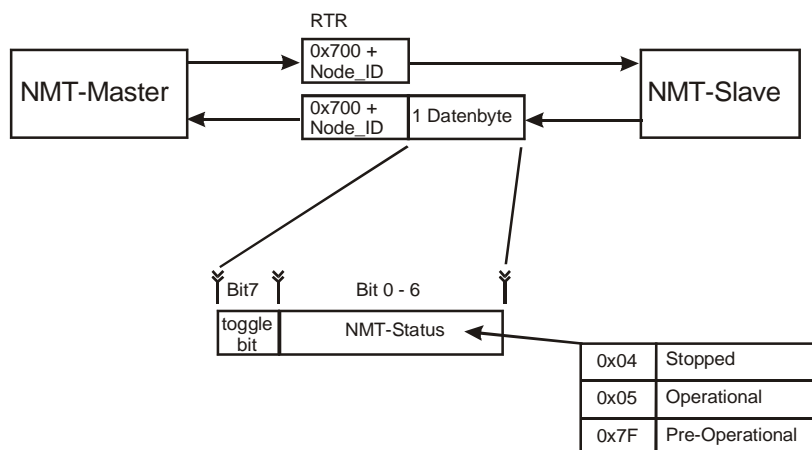 RTR
0x700 +
Node_ID
NMT-Master
NMT-Slave
0x700 +
Node_ID
1 Datenbyte
Bit7
Bit 0 - 6
toggle
bit
NMT-Status
0x04 Stopped
0x05 Operational
0x7F Pre-Operational